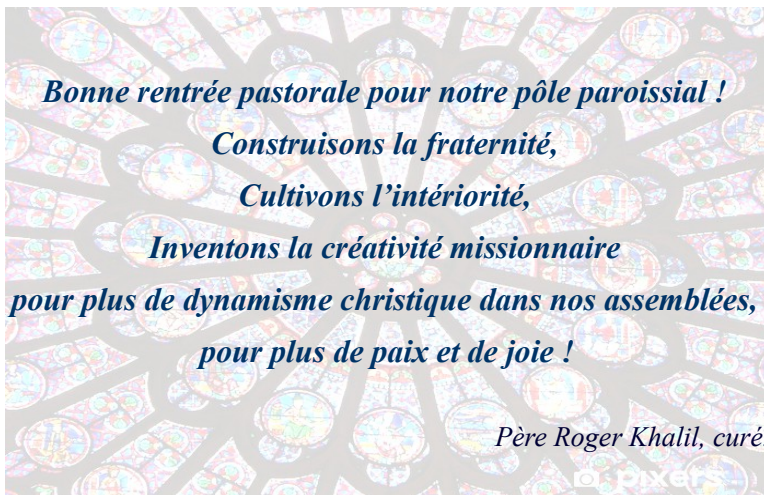 Bonne rentrée pastorale pour notre pôle paroissial !
Construisons la fraternité,
Cultivons l’intériorité,
Inventons la créativité missionnaire
pour plus de dynamisme christique dans nos assemblées,
pour plus de paix et de joie !
Père Roger Khalil, curé.
pixers